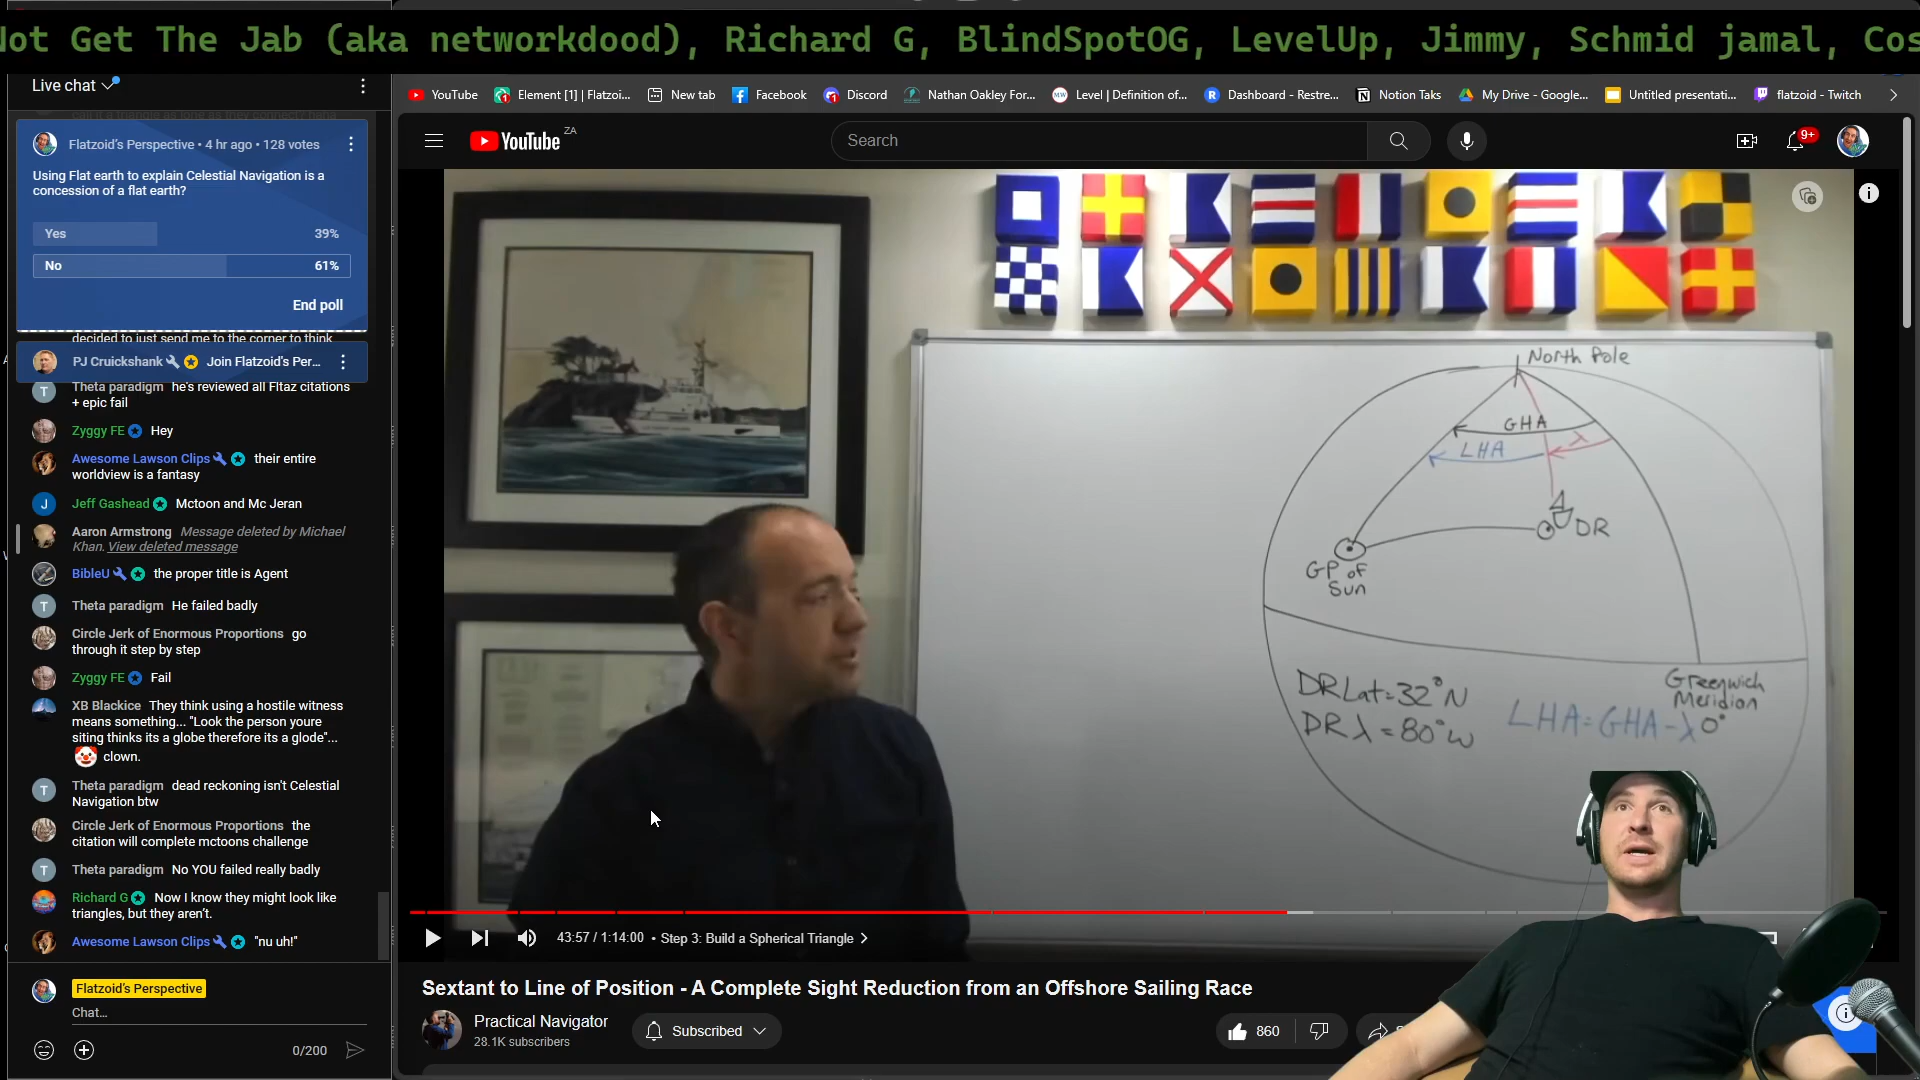 Not Get The Jab (aka networkdood), Richard G, BlindSpotOG, LevelUp, Jimmy, Schmid jamal, Cos
Live chat
Flatzoid's Perspective • 4 hr ago • 128 votes
Using Flat earth to explain Celestial Navigation is a
concession of a flat earth?
Yes 39%
No 61%
End poll
decided to just send me to the corner to think
PJ Cruickshank Join Flatzoid's Per...
Theta paradigm he's reviewed all Fltaz citations
+ epic fail
Zyggy FE Hey
Awesome Lawson Clips their entire
worldview is a fantasy
Jeff Gashead Mctoon and Mc Jeran
Aaron Armstrong Message deleted by Michael
Khan. View deleted message
BibleU the proper title is Agent
Theta paradigm He failed badly
Circle Jerk of Enormous Proportions go
through it step by step
Zyggy FE Fail
XB Blackice They think using a hostile witness
means something... "Look the person youre
siting thinks its a globe therefore its a glode"...
clown.
Theta paradigm dead reckoning isn't Celestial
Navigation btw
Circle Jerk of Enormous Proportions the
citation will complete mctoons challenge
Theta paradigm No YOU failed really badly
Richard G Now I know they might look like
triangles, but they aren't.
Awesome Lawson Clips "nu uh!"
Flatzoid's Perspective
Chat...
0/200
YouTube Element [1] | Flatzoi... New tab Facebook Discord Nathan Oakley For... Level | Definition of... Dashboard - Restre... Notion Taks My Drive - Google... Untitled presentati... flatzoid - Twitch
YouTube ZA
Search
9+
North Pole
GHA
LHA λ
DR
GP of
Sun
Greenwich
Meridian
0°
DR Lat = 32°N
DR λ = 80°W
LHA = GHA - λ
43:57 / 1:14:00 • Step 3: Build a Spherical Triangle
Sextant to Line of Position - A Complete Sight Reduction from an Offshore Sailing Race
Practical Navigator
28.1K subscribers
Subscribed
860